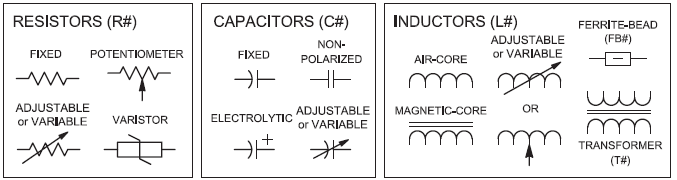 RESISTORS (R#)
FIXED
POTENTIOMETER
ADJUSTABLE
or VARIABLE
VARISTOR
CAPACITORS (C#)
FIXED
NON-
POLARIZED
ELECTROLYTIC
ADJUSTABLE
or VARIABLE
+
INDUCTORS (L#)
AIR-CORE
ADJUSTABLE
or VARIABLE
FERRITE-BEAD
(FB#)
MAGNETIC-CORE
OR
TRANSFORMER
(T#)